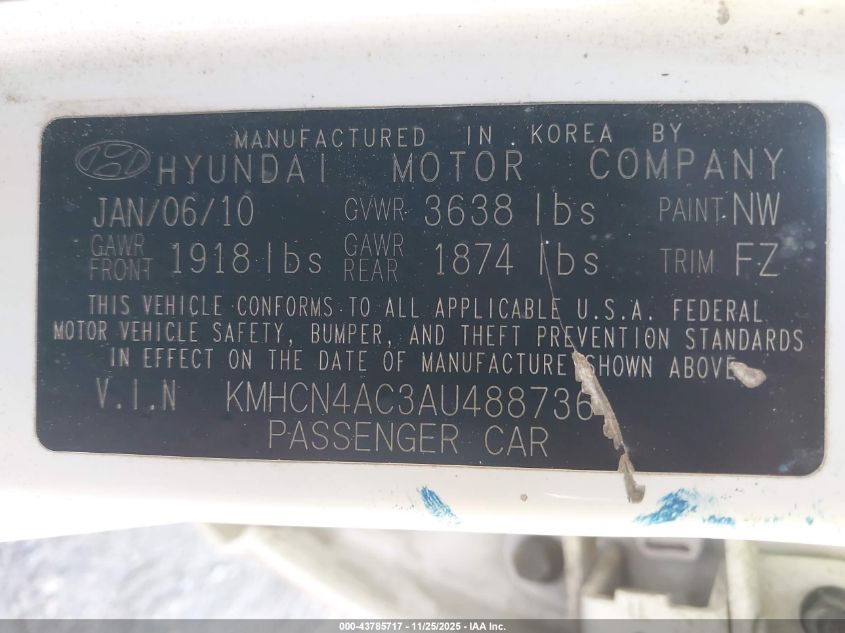 MANUFACTURED IN KOREA BY
HYUNDAI MOTOR COMPANY
JAN/06/10 GVWR 3638 lbs PAINT NW
GAWR FRONT 1918 lbs GAWR REAR 1874 lbs TRIM FZ
THIS VEHICLE CONFORMS TO ALL APPLICABLE U.S.A. FEDERAL
MOTOR VEHICLE SAFETY, BUMPER, AND THEFT PREVENTION STANDARDS
IN EFFECT ON THE DATE OF MANUFACTURE SHOWN ABOVE
V.I.N KMHCN4AC3AU488736
PASSENGER CAR
000-43785717 - 11/25/2025 - IAA Inc.